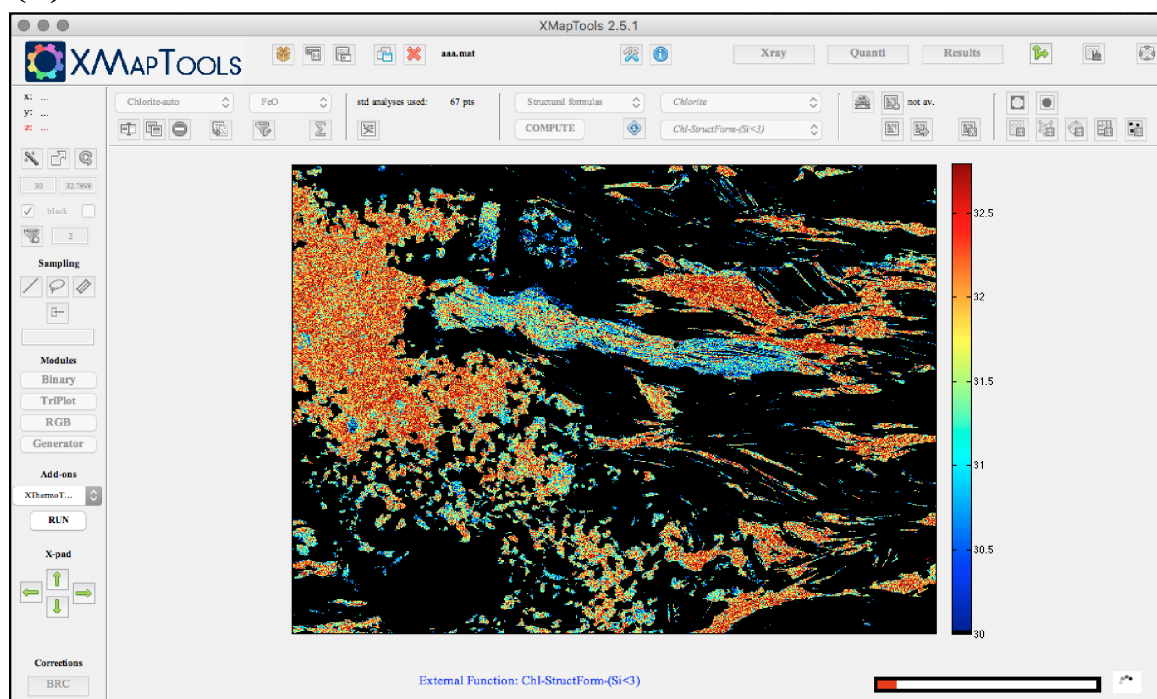 XMapTools 2.5.1
XMAPTOOLS
aaa.mat
Xray Quanti Results
x: ...
y: ...
z: ...
Chlorite-auto FeO std analyses used: 67 pts Structural formulas Chlorite not av.
COMPUTE Chl-StructForm-(Si<3)
30 32.7898
black
2
Sampling
Modules
Binary
TriPlot
RGB
Generator
Add-ons
XThermoT...
RUN
X-pad
Corrections
BRC
32.5
32
31.5
31
30.5
30
External Function: Chl-StructForm-(Si<3)